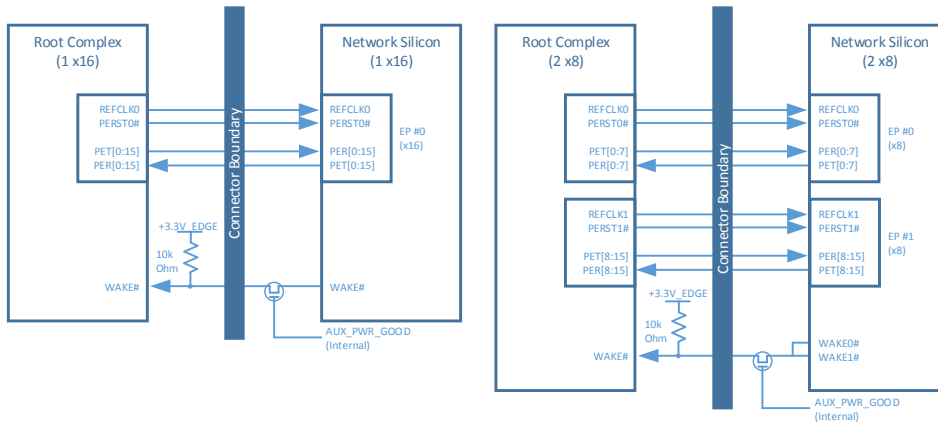 Root Complex
(1 x16)
REFCLK0
PERST0#
PET[0:15]
PER[0:15]
+3.3V_EDGE
10k
Ohm
WAKE#
Connector Boundary
Network Silicon
(1 x16)
REFCLK0
PERST0#
PER[0:15]
PET[0:15]
EP #0
(x16)
WAKE#
AUX_PWR_GOOD
(Internal)
Root Complex
(2 x8)
REFCLK0
PERST0#
PET[0:7]
PER[0:7]
REFCLK1
PERST1#
PET[8:15]
PER[8:15]
+3.3V_EDGE
10k
Ohm
WAKE#
Connector Boundary
Network Silicon
(2 x8)
REFCLK0
PERST0#
PER[0:7]
PET[0:7]
EP #0
(x8)
REFCLK1
PERST1#
PER[8:15]
PET[8:15]
EP #1
(x8)
WAKE0#
WAKE1#
AUX_PWR_GOOD
(Internal)